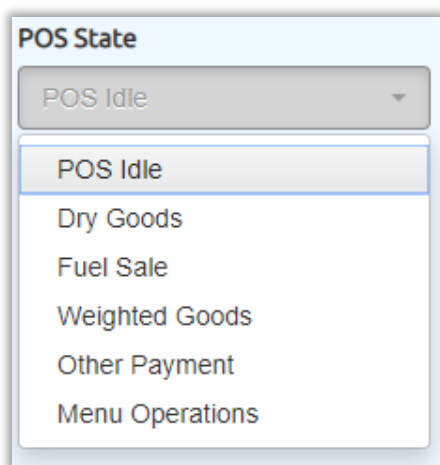 POS State
POS Idle
POS Idle
Dry Goods
Fuel Sale
Weighted Goods
Other Payment
Menu Operations